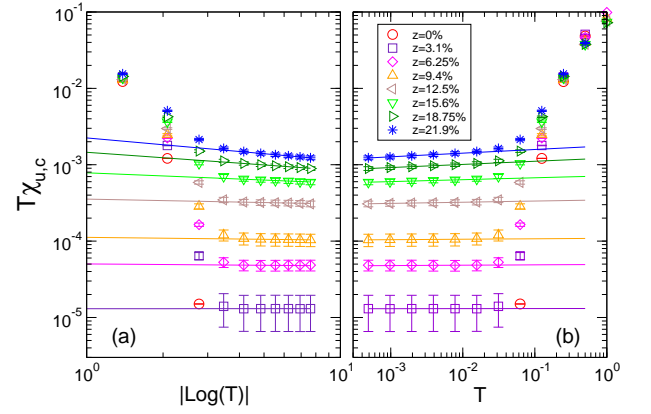 10^-1
10^-2
10^-3
10^-4
10^-5
Tχ_u,c
z=0%
z=3.1%
z=6.25%
z=9.4%
z=12.5%
z=15.6%
z=18.75%
z=21.9%
(a)
(b)
10^0
10^1
10^-3
10^-2
10^-1
10^0
|Log(T)|
T